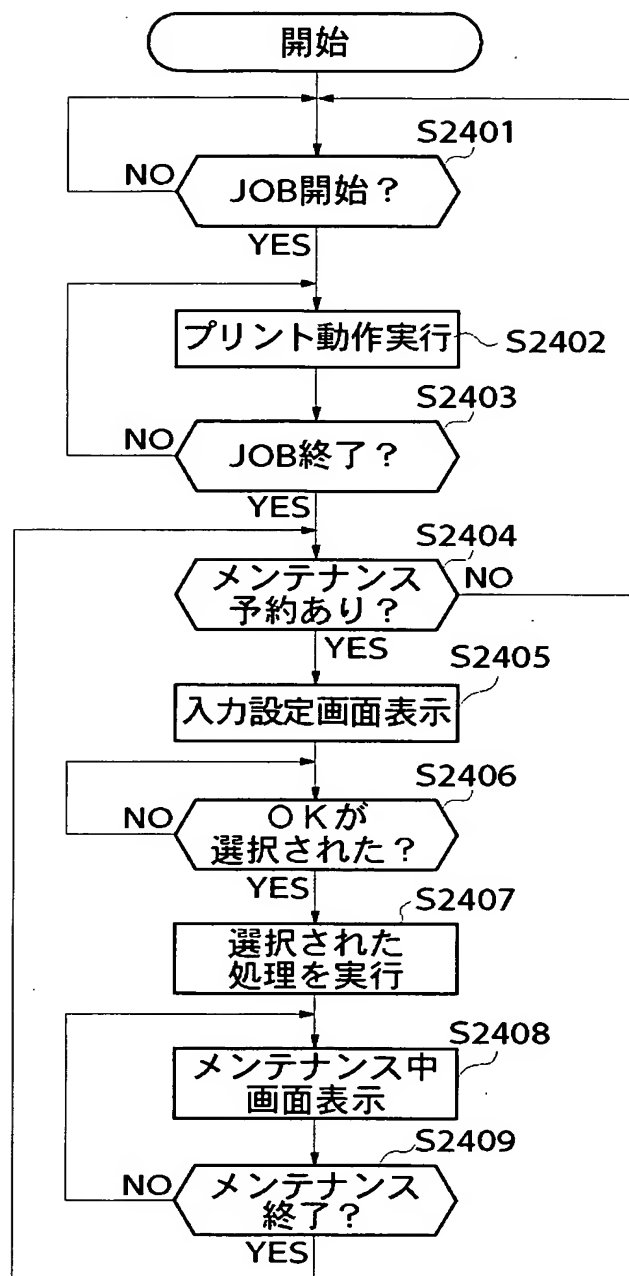 開始
S2401
NO
JOB開始？
YES
プリント動作実行
S2402
S2403
NO
JOB終了？
YES
S2404
メンテナンス
予約あり？
NO
YES
S2405
入力設定画面表示
S2406
NO
ＯＫが
選択された？
YES
S2407
選択された
処理を実行
S2408
メンテナンス中
画面表示
S2409
NO
メンテナンス
終了？
YES